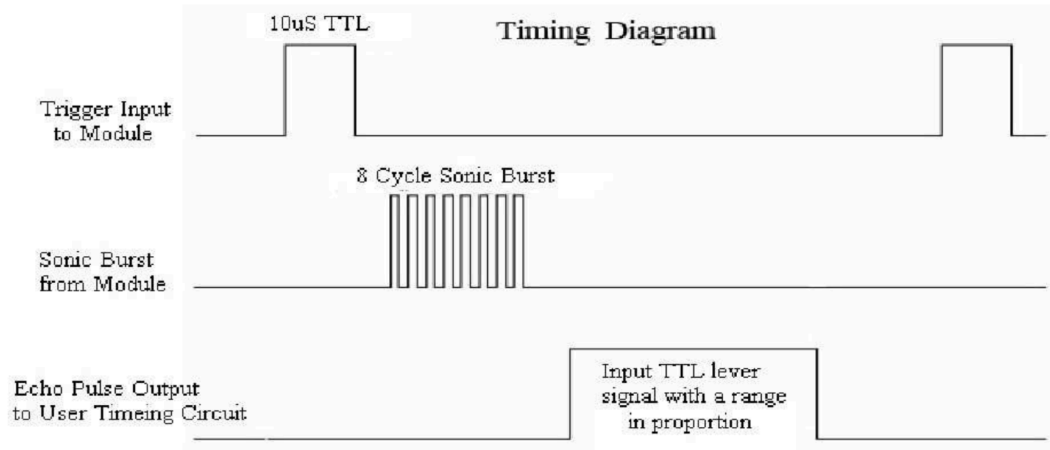 10uS TTL
Timing Diagram
Trigger Input
to Module
8 Cycle Sonic Burst
Sonic Burst
from Module
Echo Pulse Output
to User Timeing Circuit
Input TTL lever
signal with a range
in proportion